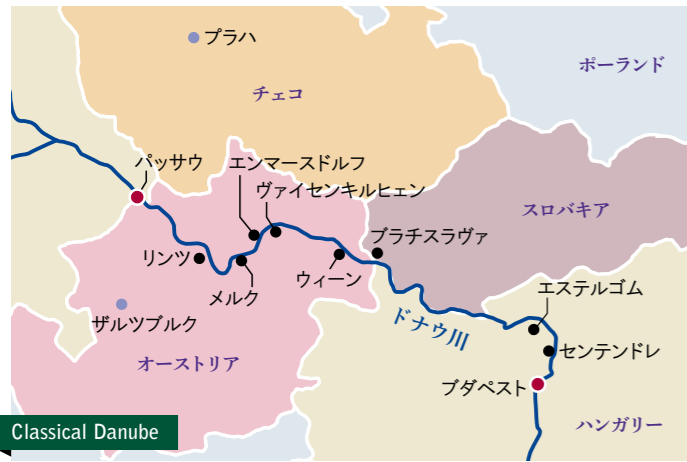 プラハ
ポーランド
チェコ
パッサウ
エンマースドルフ
ヴァイセンキルヒェン
スロバキア
ブラチスラヴァ
リンツ
ウィーン
メルク
エステルゴム
ザルツブルク
ドナウ川
センテンドレ
オーストリア
ブダペスト
ハンガリー
Classical Danube